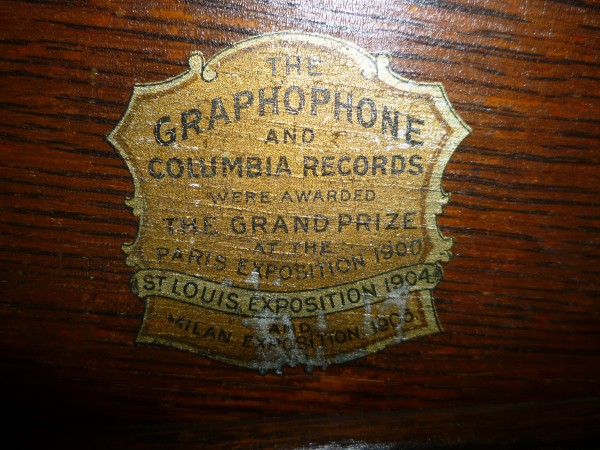 THE
GRAPHOPHONE
AND
COLUMBIA RECORDS
WERE AWARDED
THE GRAND PRIZE
AT THE
PARIS EXPOSITION 1900
ST LOUIS, EXPOSITION 1904.
AND
MILAN, EXPOSITION, 1906.